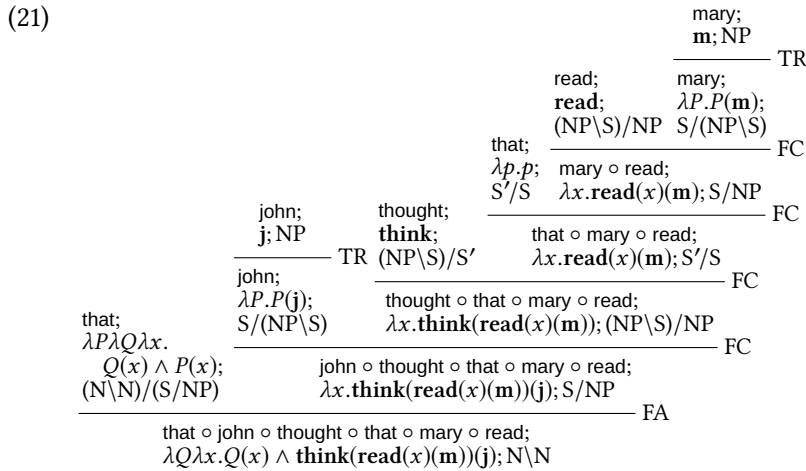 (21)
mary;
m; NP
TR
read;
read;
(NP\S)/NP
mary;
λP.P(m);
S/(NP\S)
FC
that;
λp.p;
S′/S
mary ∘ read;
λx.read(x)(m); S/NP
FC
john;
j; NP
TR
thought;
think;
(NP\S)/S′
that ∘ mary ∘ read;
λx.read(x)(m); S′/S
FC
john;
λP.P(j);
S/(NP\S)
thought ∘ that ∘ mary ∘ read;
λx.think(read(x)(m)); (NP\S)/NP
FC
that;
λPλQλx.
Q(x) ∧ P(x);
(N\N)/(S/NP)
john ∘ thought ∘ that ∘ mary ∘ read;
λx.think(read(x)(m))(j); S/NP
FA
that ∘ john ∘ thought ∘ that ∘ mary ∘ read;
λQλx.Q(x) ∧ think(read(x)(m))(j); N\N